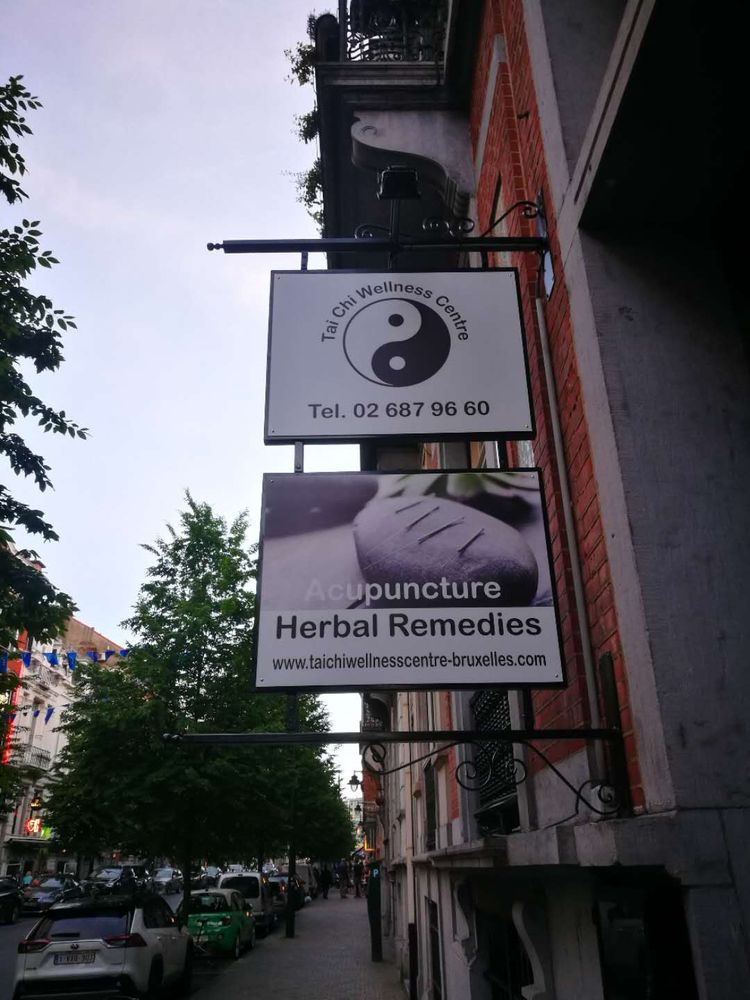 Tai Chi Wellness Centre
Tel. 02 687 96 60
Acupuncture
Herbal Remedies
www.taichiwellnesscentre-bruxelles.com